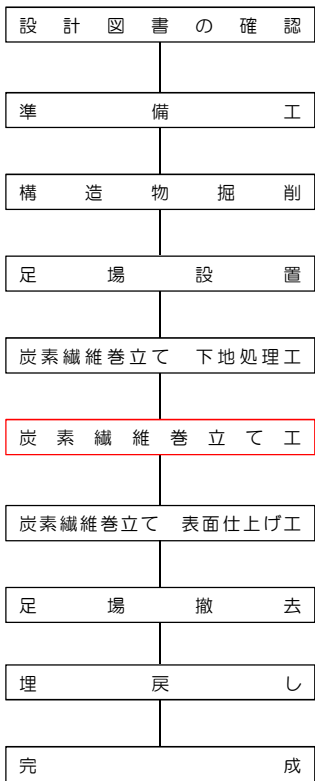 設計図書の確認
準備工
構造物掘削
足場設置
炭素繊維巻立て 下地処理工
炭素繊維巻立て工
炭素繊維巻立て 表面仕上げ工
足場撤去
埋戻し
完成